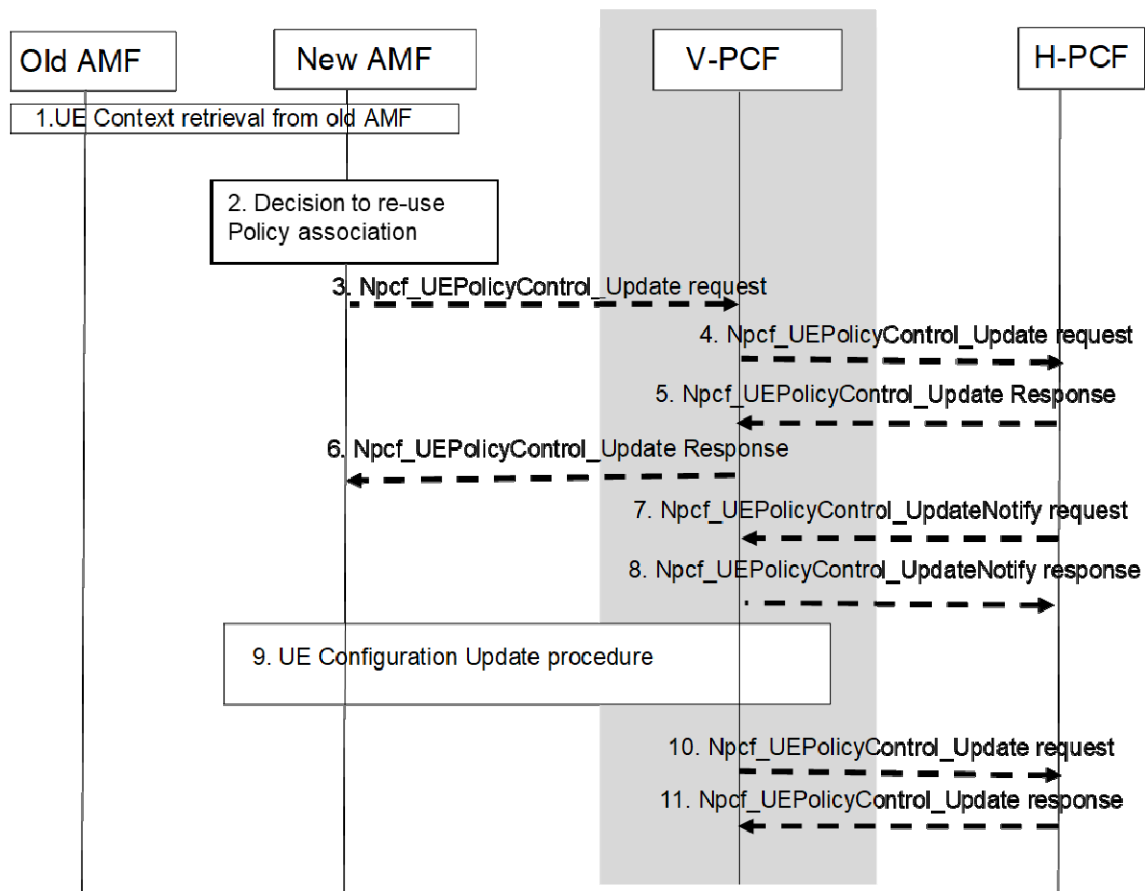 Old AMF
New AMF
V-PCF
H-PCF
1.UE Context retrieval from old AMF
2. Decision to re-use
Policy association
3. Npcf_UEPolicyControl_Update request
4. Npcf_UEPolicyControl_Update request
5. Npcf_UEPolicyControl_Update Response
6. Npcf_UEPolicyControl_Update Response
7. Npcf_UEPolicyControl_UpdateNotify request
8. Npcf_UEPolicyControl_UpdateNotify response
9. UE Configuration Update procedure
10. Npcf_UEPolicyControl_Update request
11. Npcf_UEPolicyControl_Update response